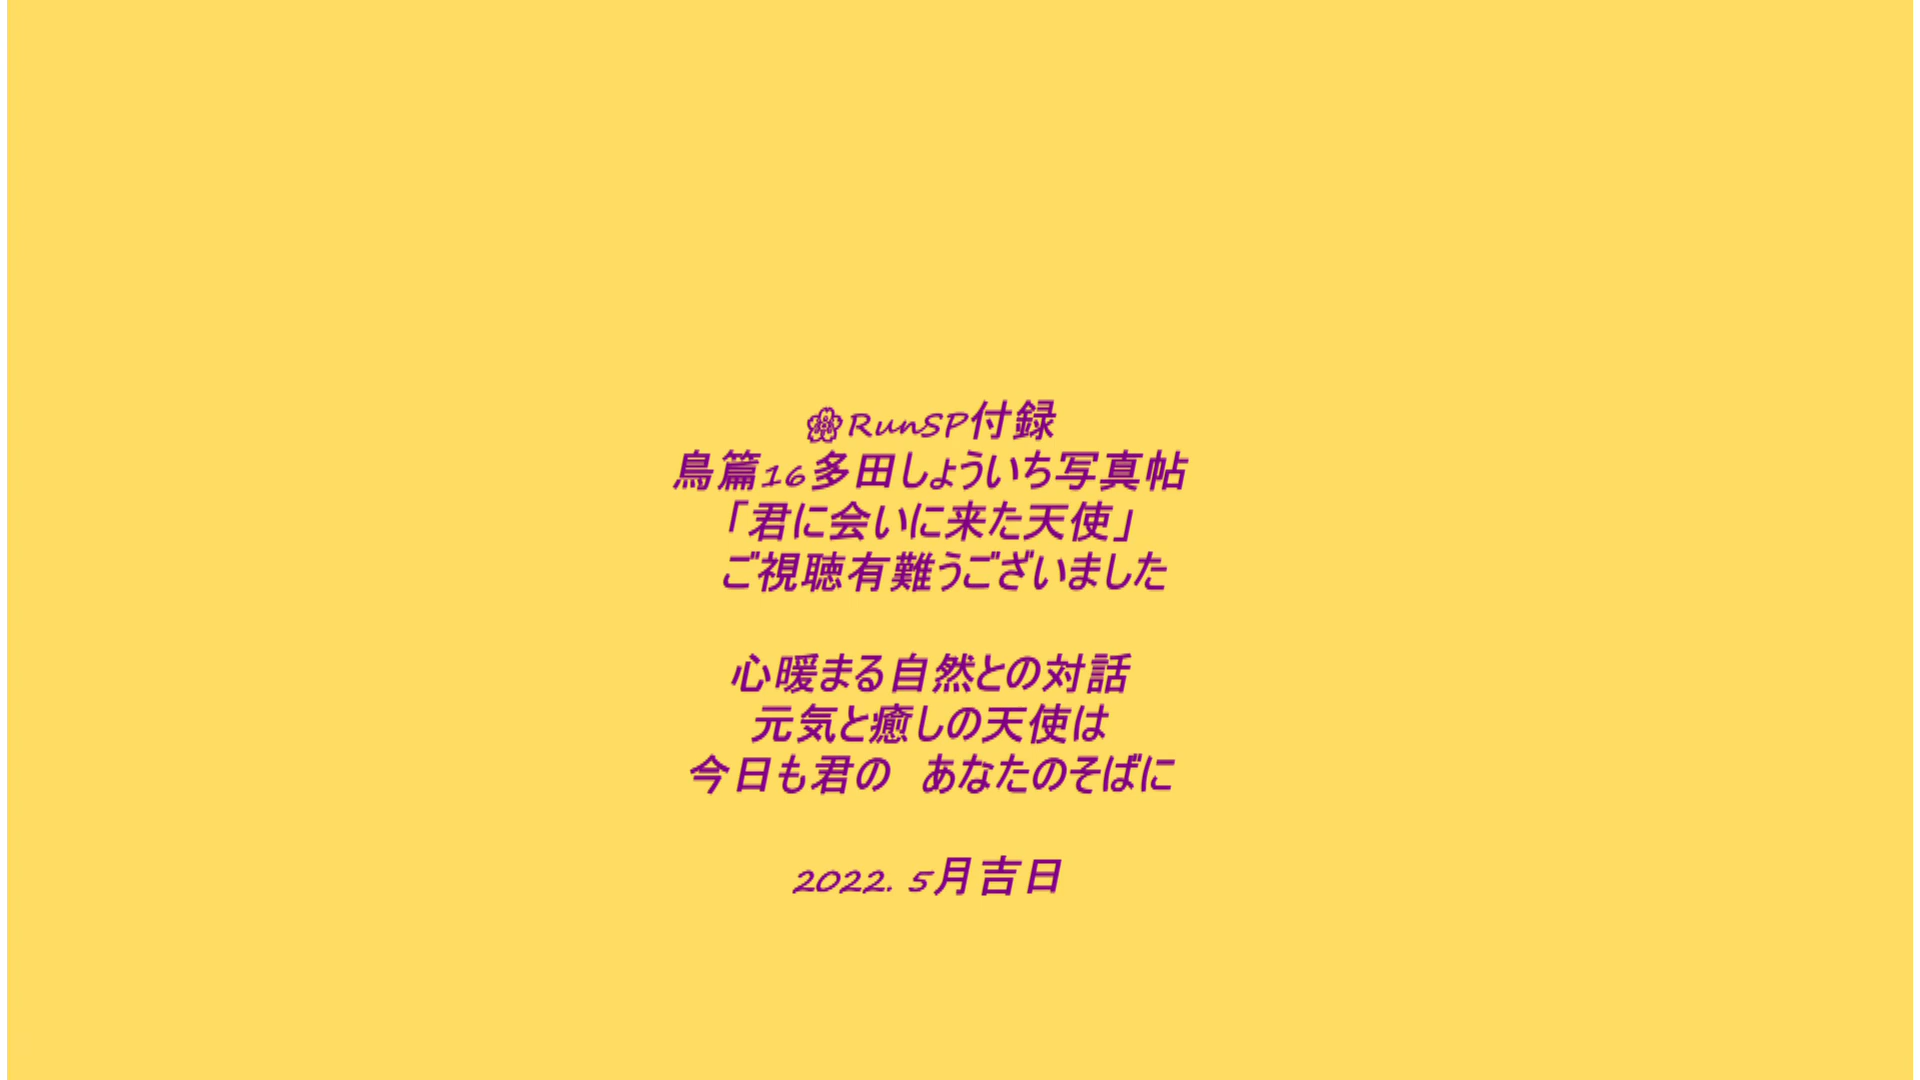 🌸RunSP付録
鳥篇16多田しょういち写真帖
「君に会いに来た天使」
ご視聴有難うございました
心暖まる自然との対話
元気と癒しの天使は
今日も君の　あなたのそばに
2022. 5月吉日